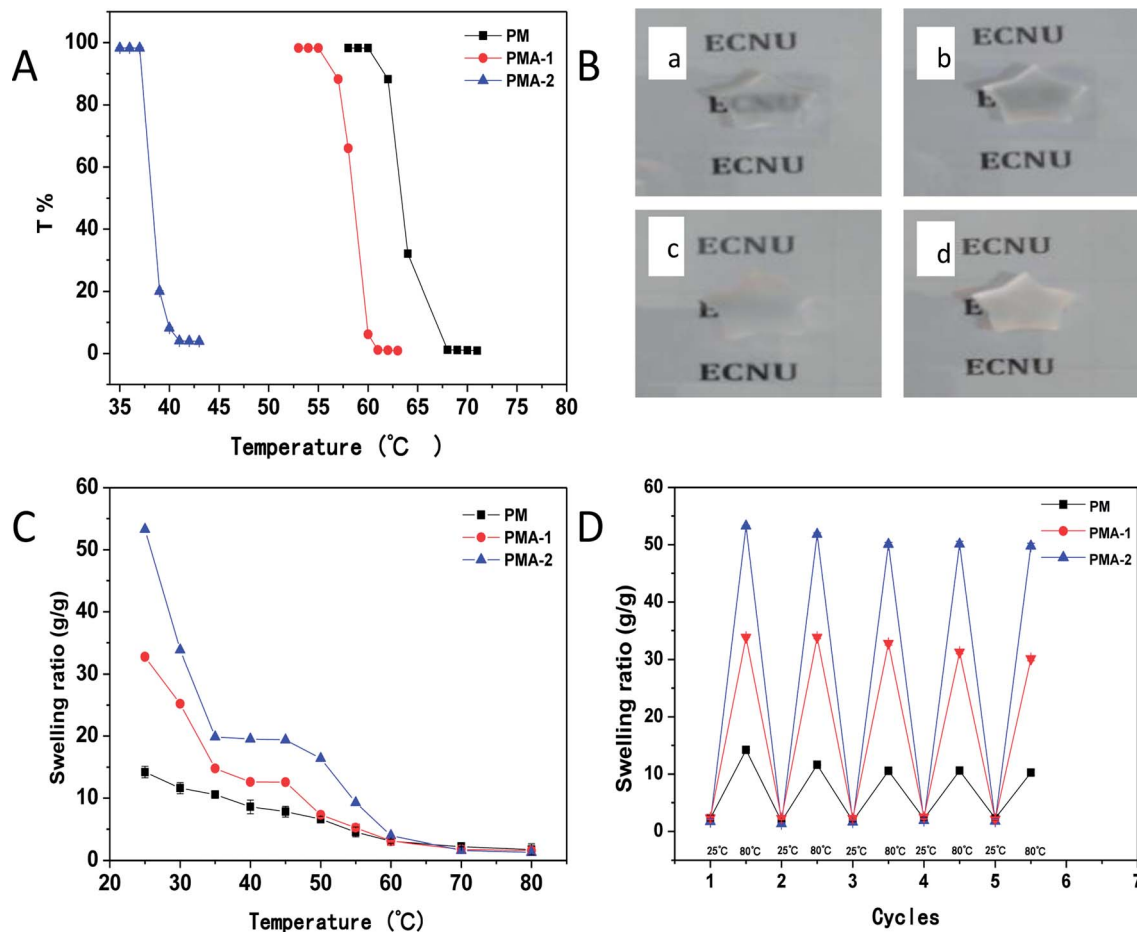 A
100
80
60
40
20
0
T %
35 40 45 50 55 60 65 70 75 80
Temperature (℃ )
PM
PMA-1
PMA-2
B
a
ECNU
ECNU
ECNU
b
ECNU
E
ECNU
c
ECNU
E
ECNU
d
ECNU
E
ECNU
C
60
50
40
30
20
10
0
Swelling ratio (g/g)
20 30 40 50 60 70 80
Temperature (℃)
PM
PMA-1
PMA-2
D
60
50
40
30
20
10
0
Swelling ratio (g/g)
25℃ 80℃ 25℃ 80℃ 25℃ 80℃ 25℃ 80℃ 25℃ 80℃
1 2 3 4 5 6 7
Cycles
PM
PMA-1
PMA-2